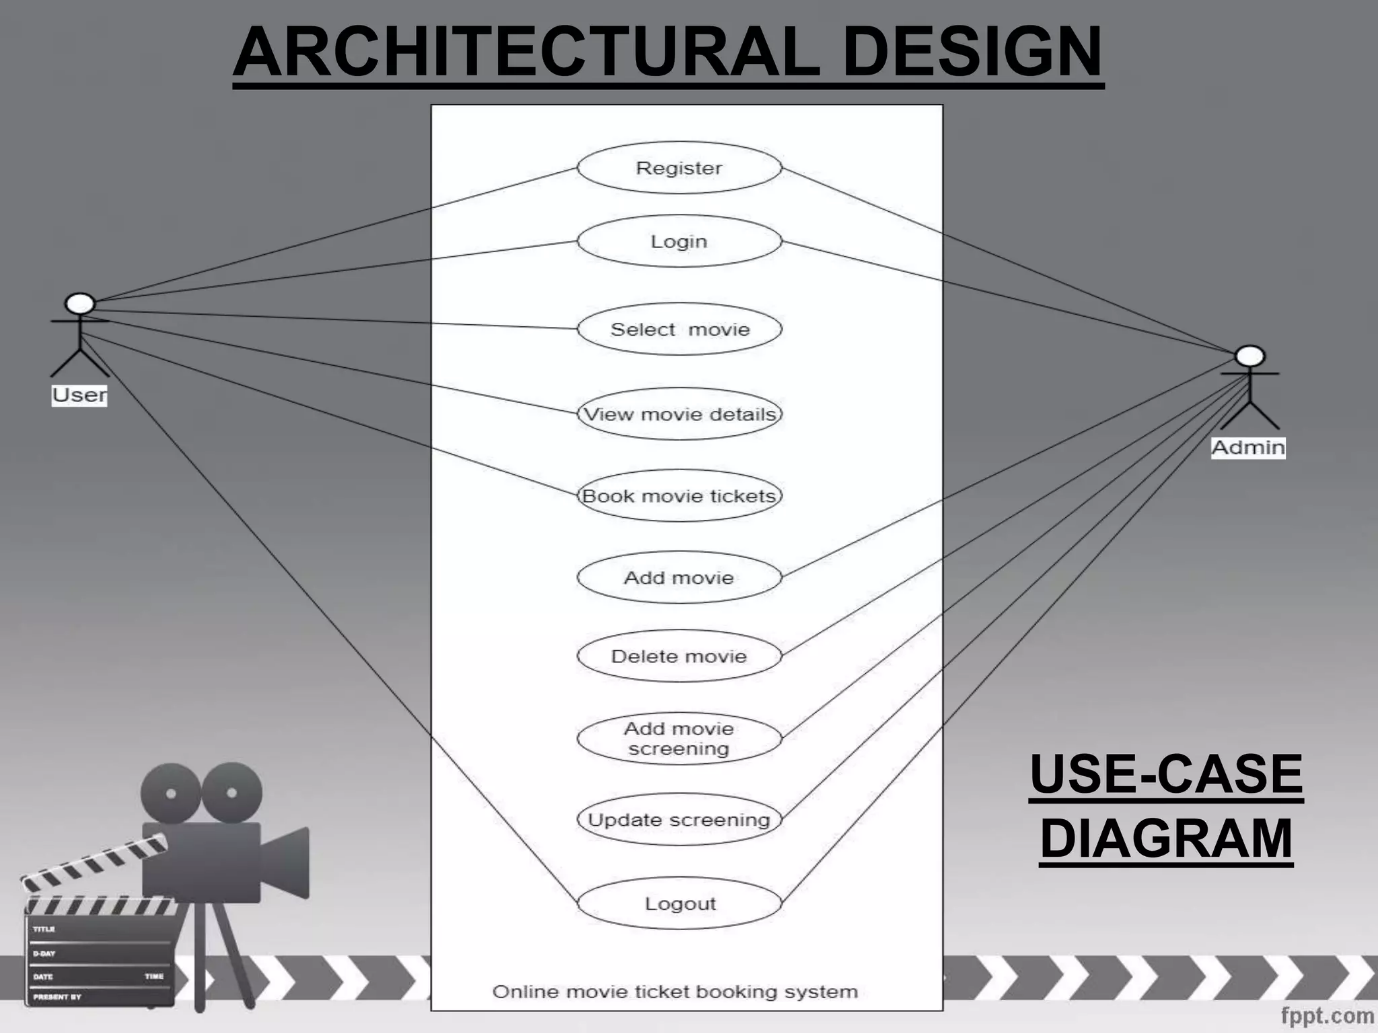 ARCHITECTURAL DESIGN
Register
Login
Select movie
View movie details
Book movie tickets
Add movie
Delete movie
Add movie
screening
Update screening
Logout
Online movie ticket booking system
User
Admin
USE-CASE
DIAGRAM
TITLE
D-DAY
DATE TIME
PRESENT BY
fppt.com